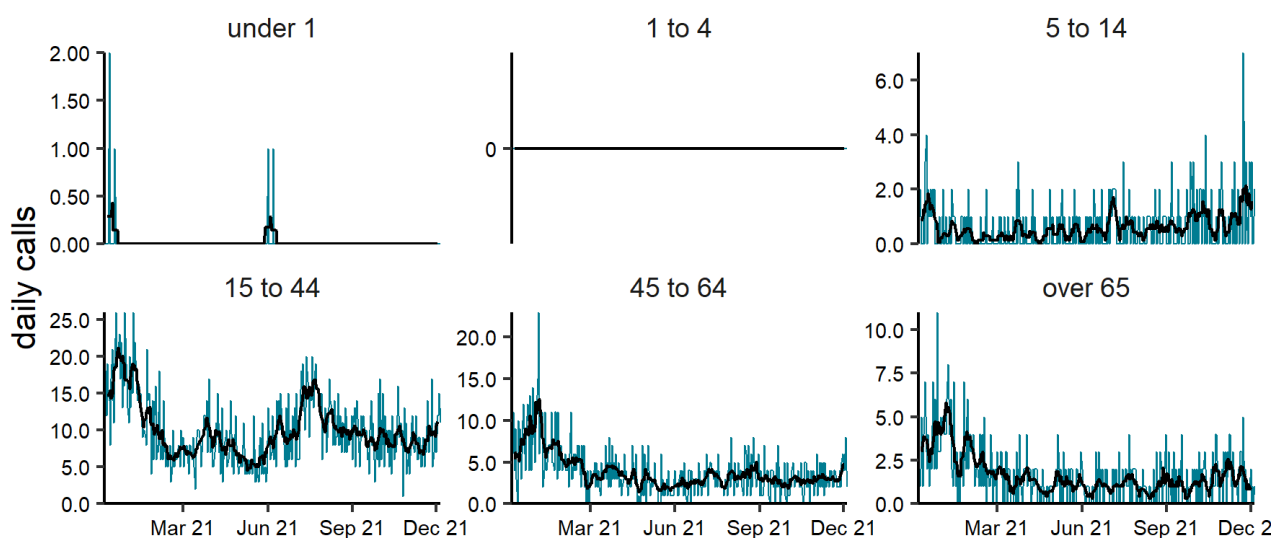 under 1
1 to 4
5 to 14
2.00
1.50
1.00
0.50
0.00
0
6.0
4.0
2.0
0.0
daily calls
15 to 44
45 to 64
over 65
25.0
20.0
15.0
10.0
5.0
0.0
Mar 21 Jun 21 Sep 21 Dec 21
20.0
15.0
10.0
5.0
0.0
Mar 21 Jun 21 Sep 21 Dec 21
10.0
7.5
5.0
2.5
0.0
Mar 21 Jun 21 Sep 21 Dec 2